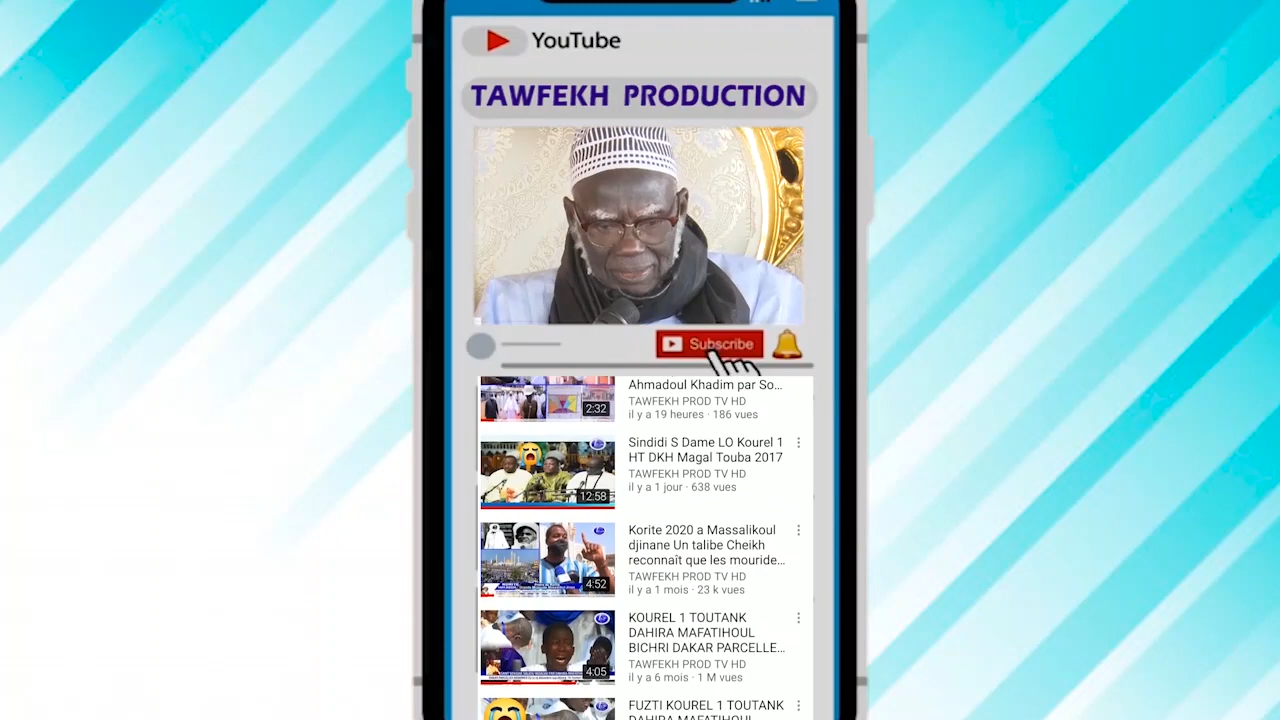 YouTube
TAWFEKH PRODUCTION
Subscribe
Ahmadoul Khadim par So...
TAWFEKH PROD TV HD
il y a 19 heures · 186 vues
2:32
Sindidi S Dame LO Kourel 1
HT DKH Magal Touba 2017
TAWFEKH PROD TV HD
il y a 1 jour · 638 vues
12:58
Korite 2020 a Massalikoul
djinane Un talibe Cheikh
reconnaît que les mouride...
TAWFEKH PROD TV HD
il y a 1 mois · 23 k vues
4:52
KOUREL 1 TOUTANK
DAHIRA MAFATIHOUL
BICHRI DAKAR PARCELLE...
TAWFEKH PROD TV HD
il y a 6 mois · 1 M vues
4:05
FUZTI KOUREL 1 TOUTANK
DAHIRA MAFATIHOUL